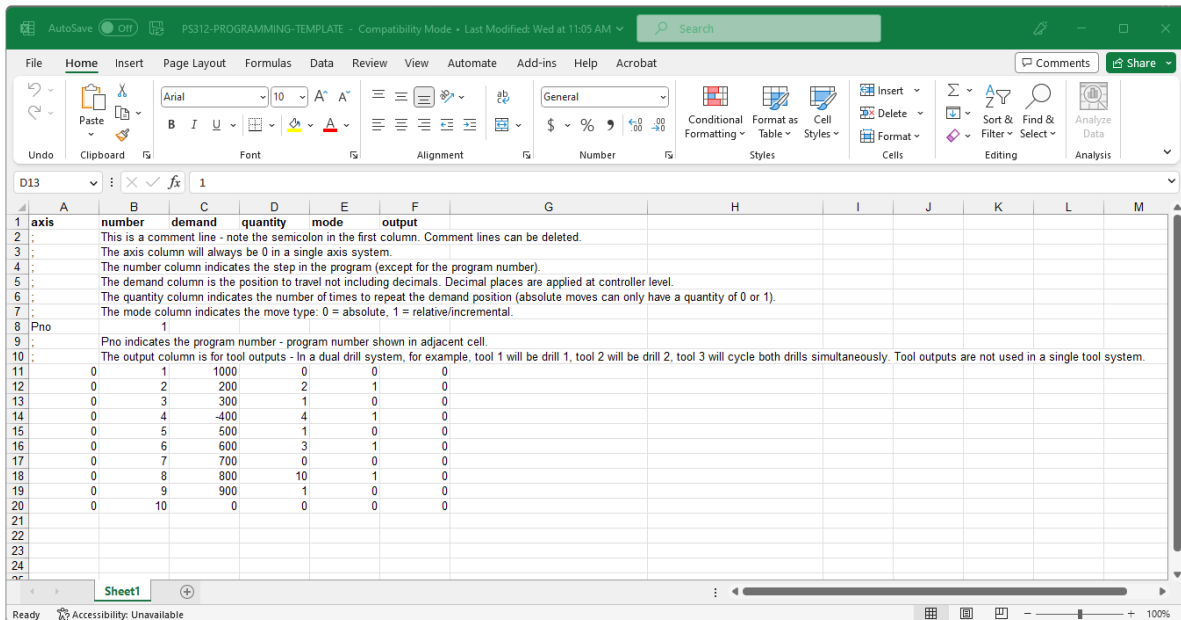 AutoSave Off PS312-PROGRAMMING-TEMPLATE - Compatibility Mode • Last Modified: Wed at 11:05 AM Search
File Home Insert Page Layout Formulas Data Review View Automate Add-ins Help Acrobat Comments Share
Paste Arial 10 A A B I U A ab General $ % 9 .00 Conditional Formatting Format as Table Cell Styles Insert Delete Format Sort & Filter Find & Select Analyze Data
Undo Clipboard Font Alignment Number Styles Cells Editing Analysis
D13 fx 1
A B C D E F G H I J K L M
1 axis number demand quantity mode output
2 ; This is a comment line - note the semicolon in the first column. Comment lines can be deleted.
3 ; The axis column will always be 0 in a single axis system.
4 ; The number column indicates the step in the program (except for the program number).
5 ; The demand column is the position to travel not including decimals. Decimal places are applied at controller level.
6 ; The quantity column indicates the number of times to repeat the demand position (absolute moves can only have a quantity of 0 or 1).
7 ; The mode column indicates the move type: 0 = absolute, 1 = relative/incremental.
8 Pno 1
9 ; Pno indicates the program number - program number shown in adjacent cell.
10 ; The output column is for tool outputs - In a dual drill system, for example, tool 1 will be drill 1, tool 2 will be drill 2, tool 3 will cycle both drills simultaneously. Tool outputs are not used in a single tool system.
11 0 1 1000 0 0 0
12 0 2 200 2 1 0
13 0 3 300 1 0 0
14 0 4 -400 4 1 0
15 0 5 500 1 0 0
16 0 6 600 3 1 0
17 0 7 700 0 0 0
18 0 8 800 10 1 0
19 0 9 900 1 0 0
20 0 10 0 0 0 0
21
22
23
24
Sheet1
Ready Accessibility: Unavailable 100%